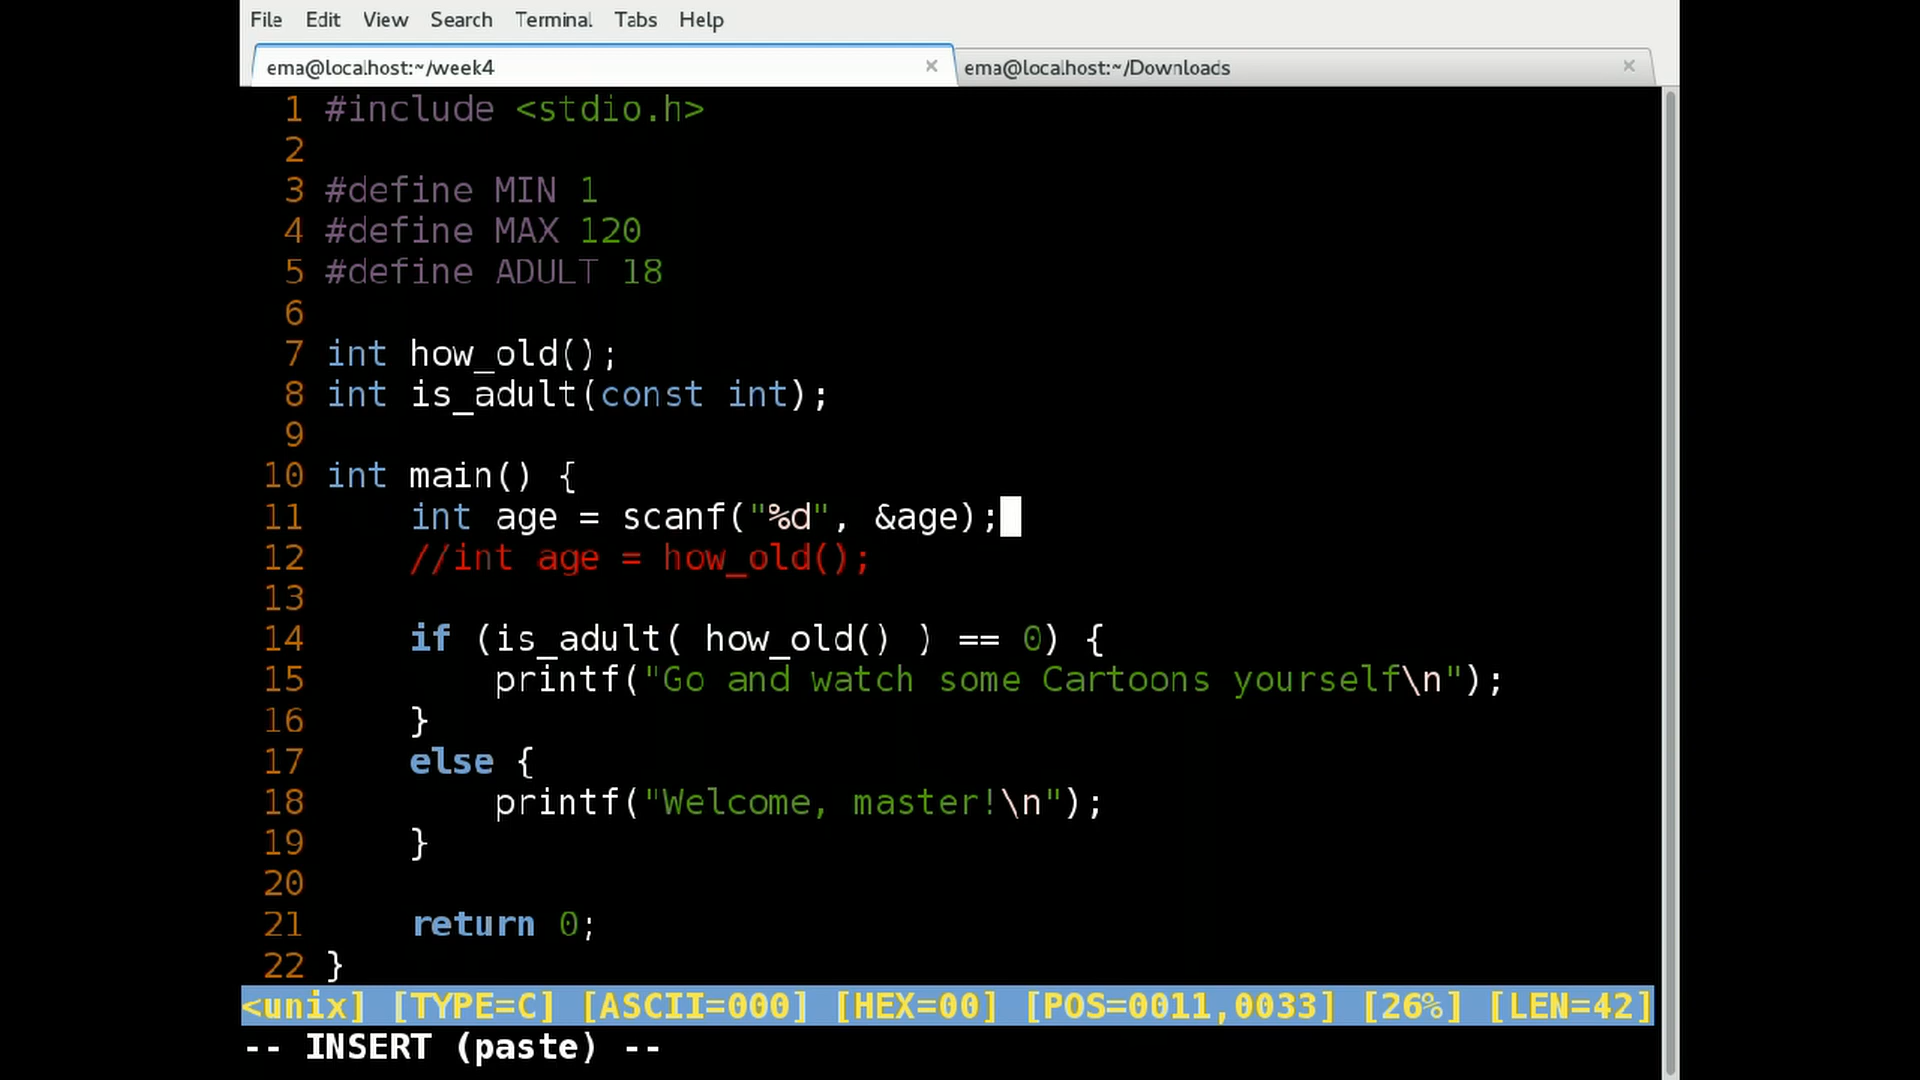 File Edit View Search Terminal Tabs Help
ema@localhost:~/week4 × ema@localhost:~/Downloads ×
1 #include <stdio.h>
2
3 #define MIN 1
4 #define MAX 120
5 #define ADULT 18
6
7 int how_old();
8 int is_adult(const int);
9
10 int main() {
11     int age = scanf("%d", &age);
12     //int age = how_old();
13
14     if (is_adult( how_old() ) == 0) {
15         printf("Go and watch some Cartoons yourself\n");
16     }
17     else {
18         printf("Welcome, master!\n");
19     }
20
21     return 0;
22 }
<unix] [TYPE=C] [ASCII=000] [HEX=00] [POS=0011,0033] [26%] [LEN=42]
-- INSERT (paste) --